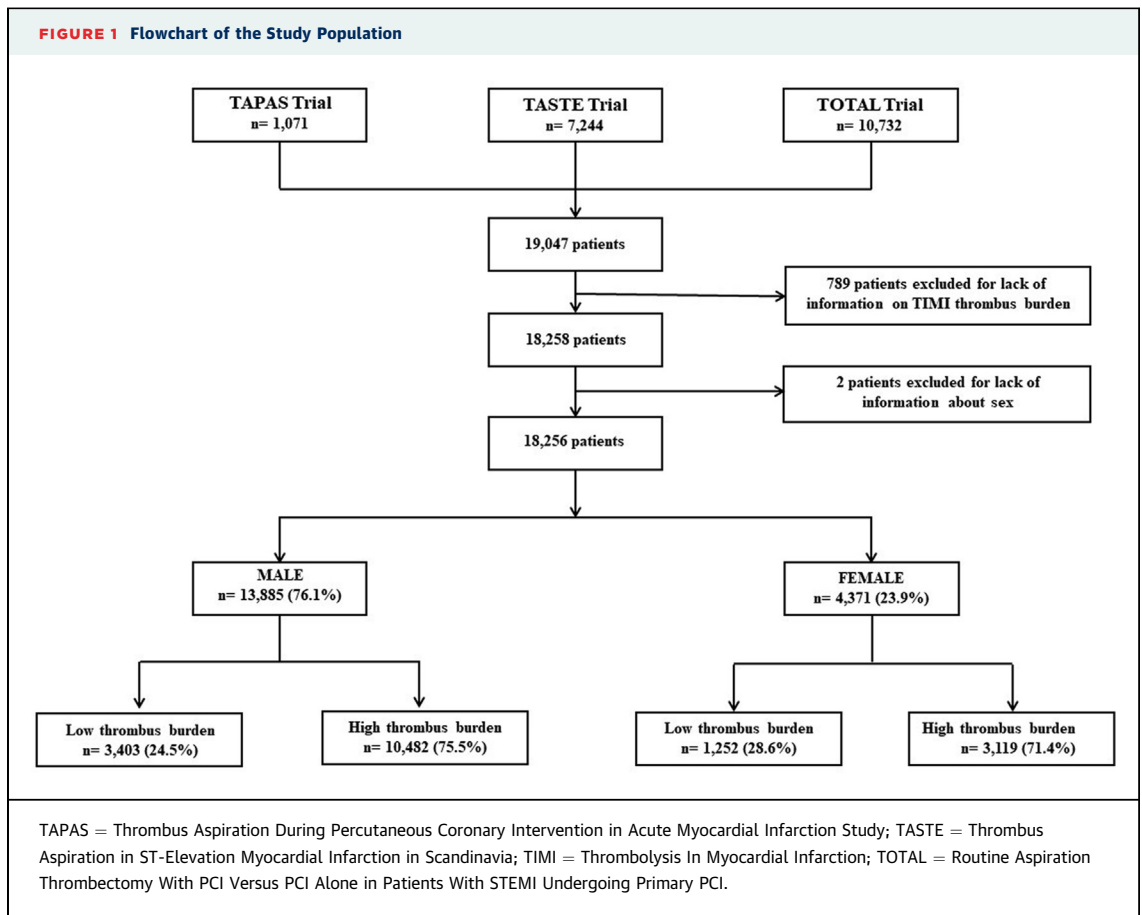 FIGURE 1 Flowchart of the Study Population
TAPAS Trial
n= 1,071
TASTE Trial
n= 7,244
TOTAL Trial
n= 10,732
19,047 patients
789 patients excluded for lack of
information on TIMI thrombus burden
18,258 patients
2 patients excluded for lack of
information about sex
18,256 patients
MALE
n= 13,885 (76.1%)
FEMALE
n= 4,371 (23.9%)
Low thrombus burden
n= 3,403 (24.5%)
High thrombus burden
n= 10,482 (75.5%)
Low thrombus burden
n= 1,252 (28.6%)
High thrombus burden
n= 3,119 (71.4%)
TAPAS = Thrombus Aspiration During Percutaneous Coronary Intervention in Acute Myocardial Infarction Study; TASTE = Thrombus
Aspiration in ST-Elevation Myocardial Infarction in Scandinavia; TIMI = Thrombolysis In Myocardial Infarction; TOTAL = Routine Aspiration
Thrombectomy With PCI Versus PCI Alone in Patients With STEMI Undergoing Primary PCI.